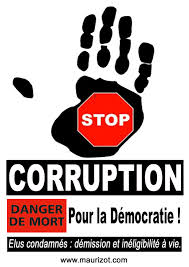 STOP
CORRUPTION
DANGER
DE MORT
Pour la Démocratie !
Elus condamnés : démission et inéligibilité à vie.
www.maurizot.com